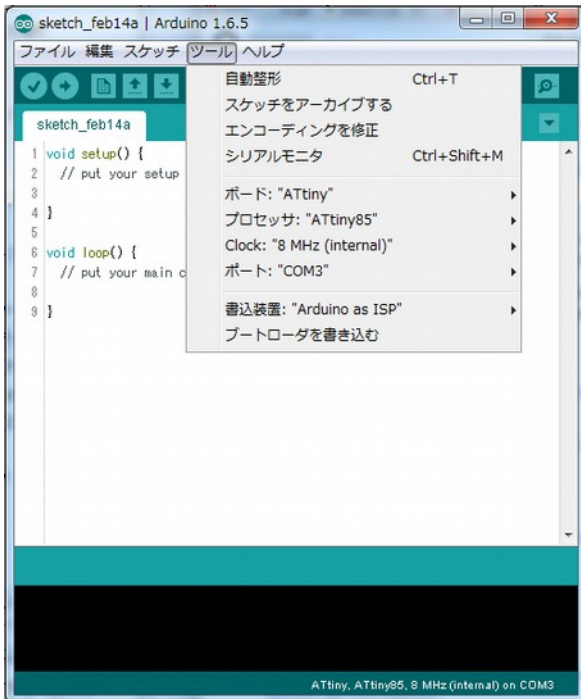 sketch_feb14a | Arduino 1.6.5
ファイル 編集 スケッチ ツール ヘルプ
自動整形 Ctrl+T
スケッチをアーカイブする
エンコーディングを修正
シリアルモニタ Ctrl+Shift+M
ボード: "ATtiny"
プロセッサ: "ATtiny85"
Clock: "8 MHz (internal)"
ポート: "COM3"
書込装置: "Arduino as ISP"
ブートローダを書き込む
sketch_feb14a
1 void setup() {
2 // put your setup
3
4 }
5
6 void loop() {
7 // put your main c
8
9 }
ATtiny, ATtiny85, 8 MHz (internal) on COM3